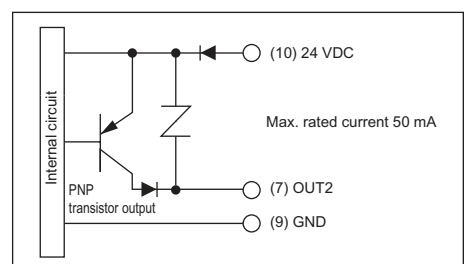 (10) 24 VDC
Internal circuit
Max. rated current 50 mA
PNP
transistor output
(7) OUT2
(9) GND